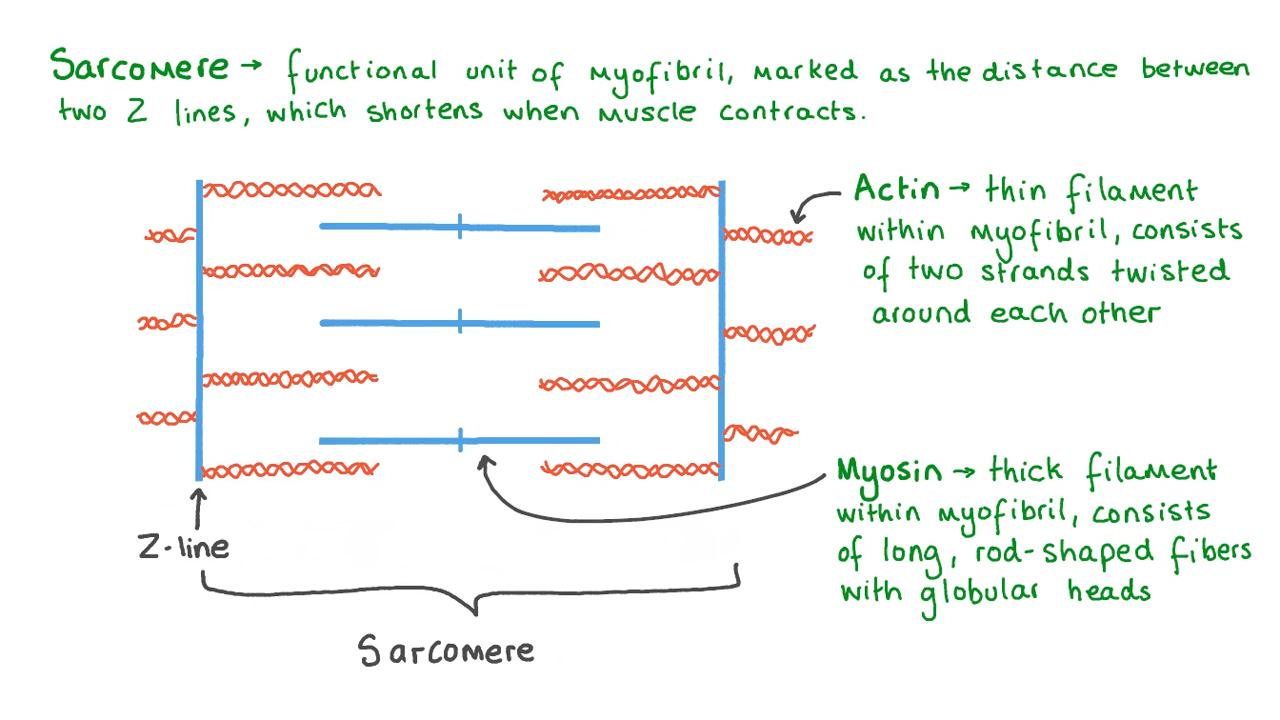 Sarcomere → functional unit of myofibril, marked as the distance between
two Z lines, which shortens when muscle contracts.
Actin → thin filament
within myofibril, consists
of two strands twisted
around each other
Myosin → thick filament
within myofibril, consists
of long, rod-shaped fibers
with globular heads
Z-line
Sarcomere